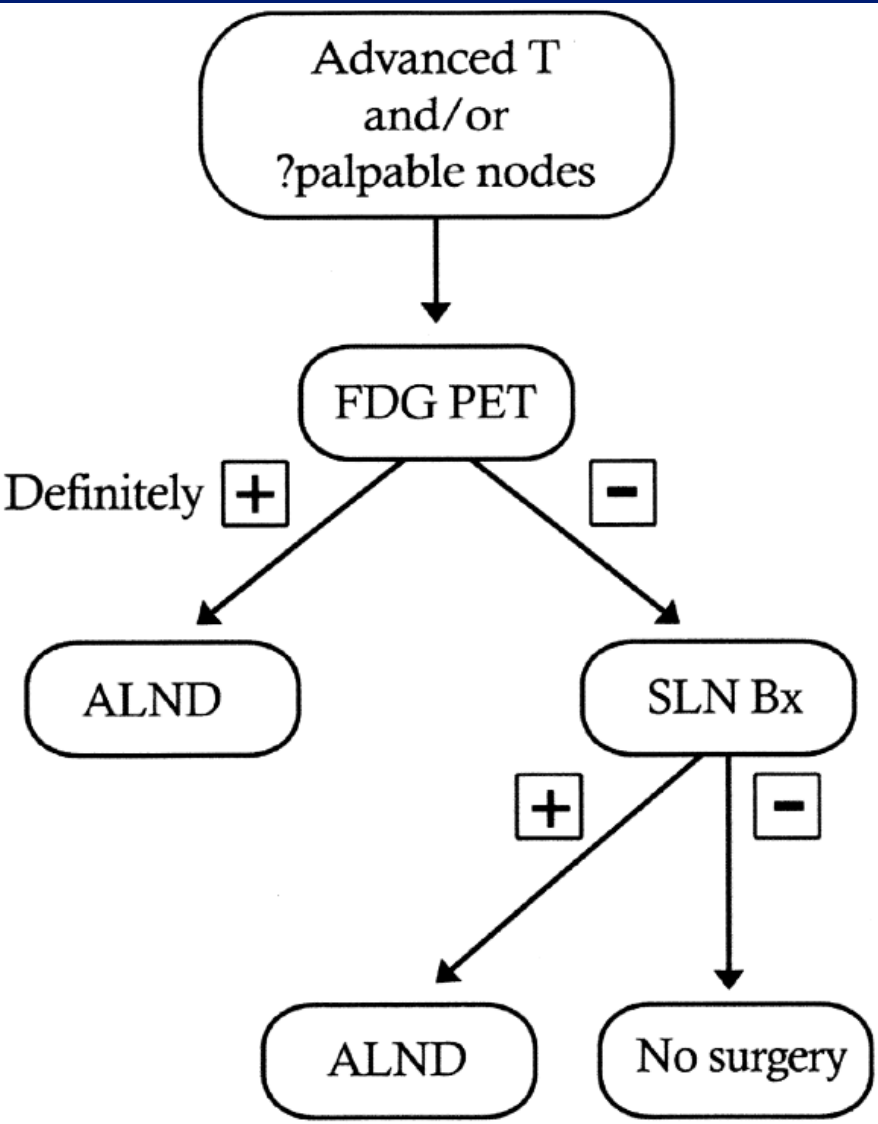 Advanced T
and/or
?palpable nodes
FDG PET
Definitely +
-
ALND
SLN Bx
+
-
ALND
No surgery